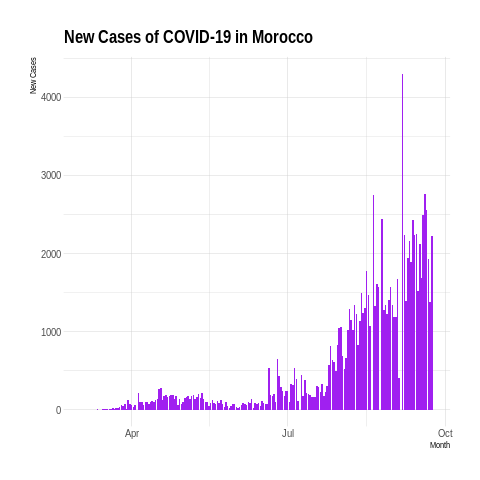 New Cases of COVID-19 in Morocco
New Cases
4000
3000
2000
1000
0
Apr
Jul
Oct
Month